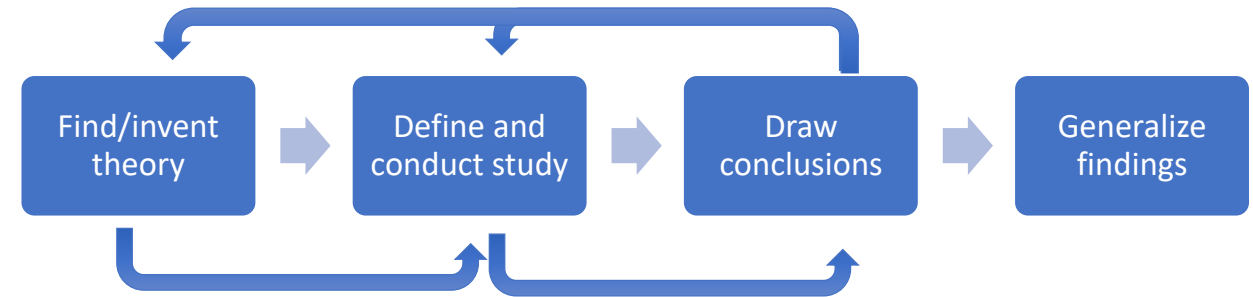 Find/invent
theory
Define and
conduct study
Draw
conclusions
Generalize
findings